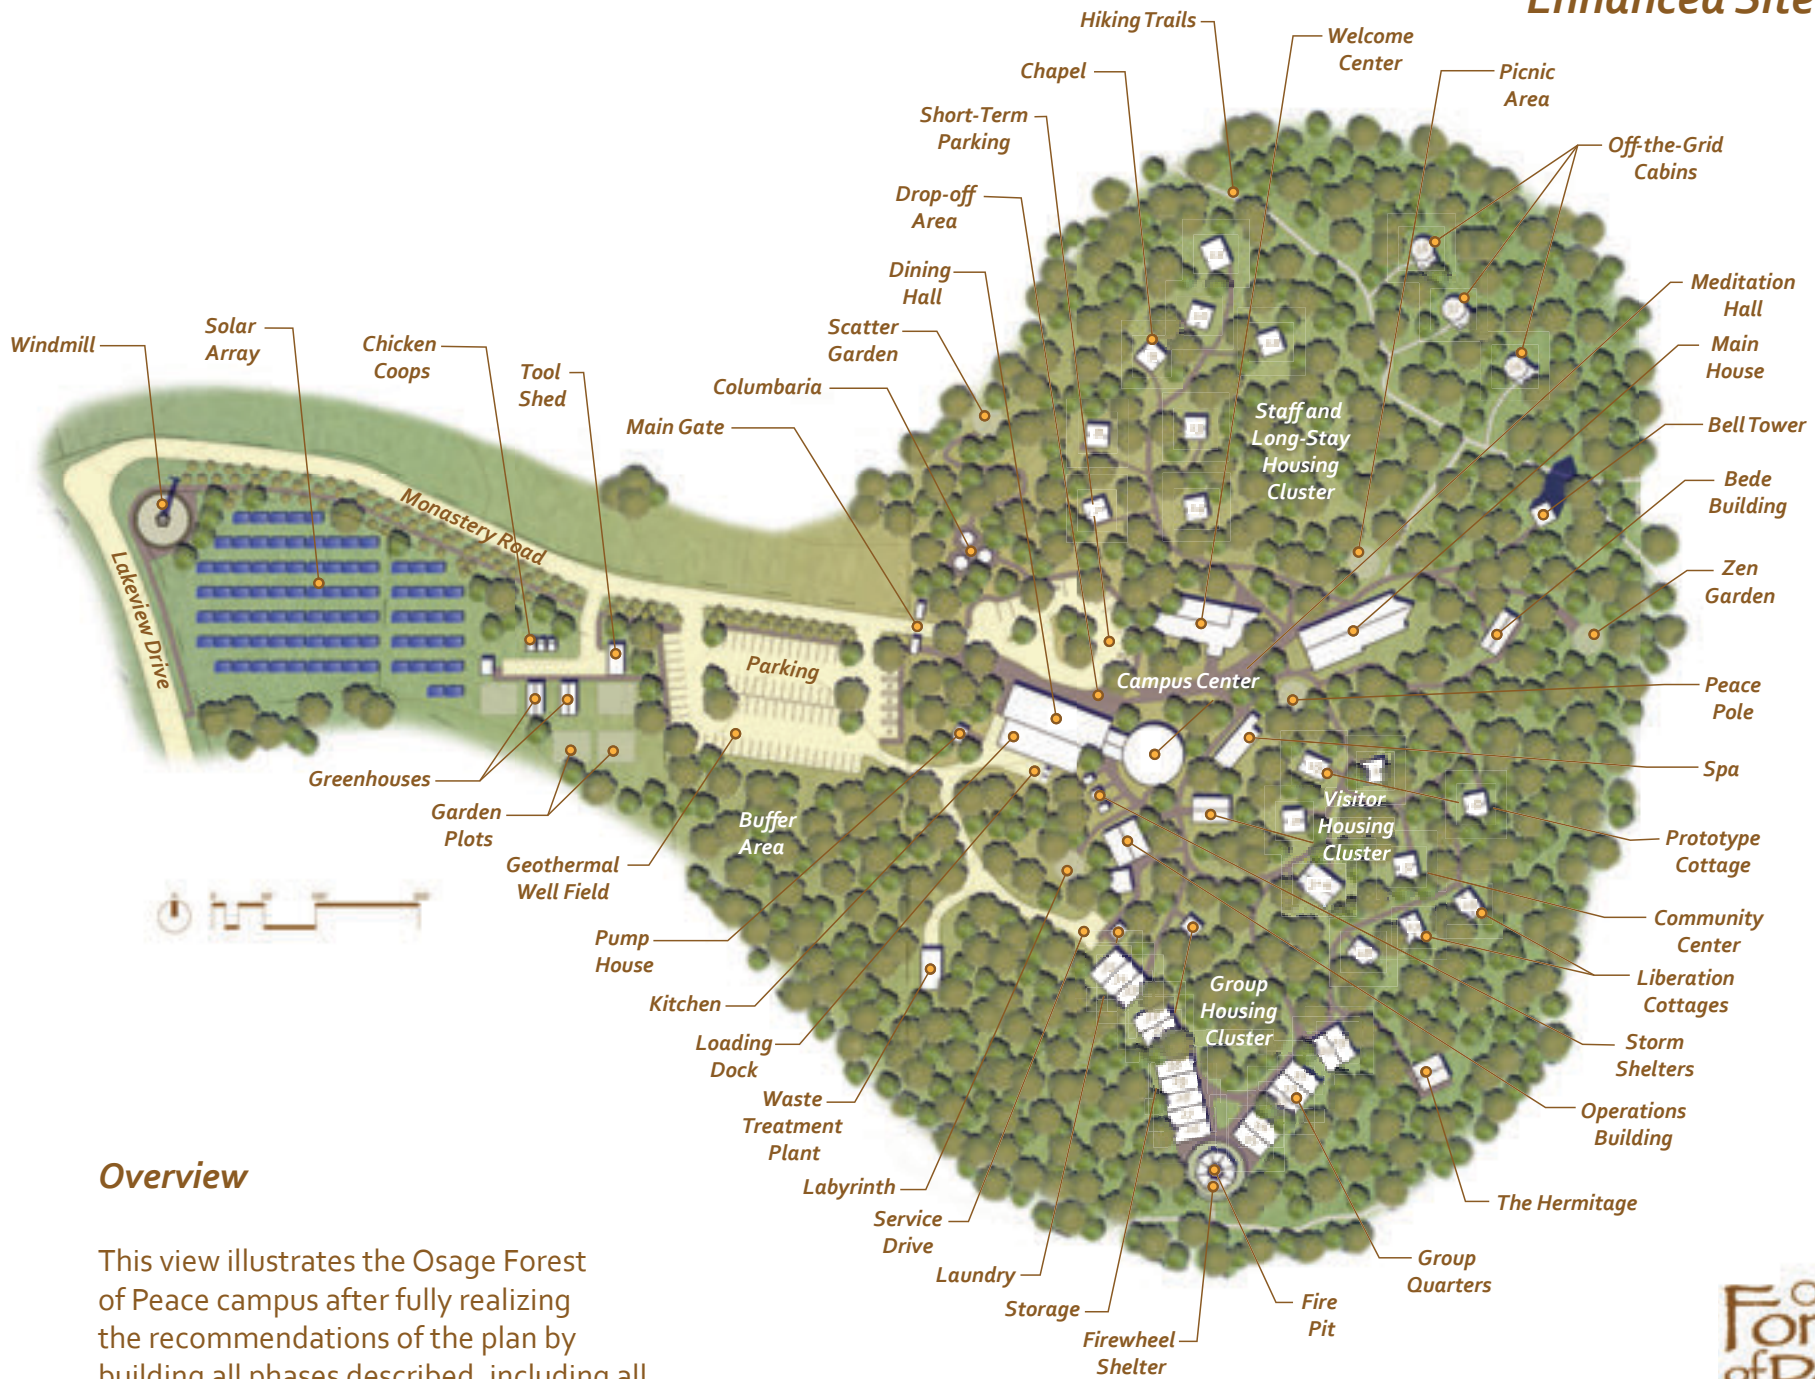 Enhanced Site
Hiking Trails
Welcome
Center
Chapel
Picnic
Area
Short-Term
Parking
Off-the-Grid
Cabins
Drop-off
Area
Dining
Hall
Meditation
Hall
Scatter
Garden
Windmill
Solar
Array
Chicken
Coops
Main
House
Tool
Shed
Columbaria
Main Gate
Staff and
Long-Stay
Housing
Cluster
Bell Tower
Bede
Building
Monastery Road
Lakeview Drive
Zen
Garden
Parking
Campus Center
Peace
Pole
Greenhouses
Spa
Garden
Plots
Buffer
Area
Visitor
Housing
Cluster
Prototype
Cottage
Geothermal
Well Field
Community
Center
Pump
House
Liberation
Cottages
Kitchen
Group
Housing
Cluster
Loading
Dock
Storm
Shelters
Waste
Treatment
Plant
Operations
Building
Labyrinth
The Hermitage
Service
Drive
Laundry
Group
Quarters
Storage
Fire
Pit
Firewheel
Shelter
Overview
This view illustrates the Osage Forest
of Peace campus after fully realizing
the recommendations of the plan by
building all phases described, including all